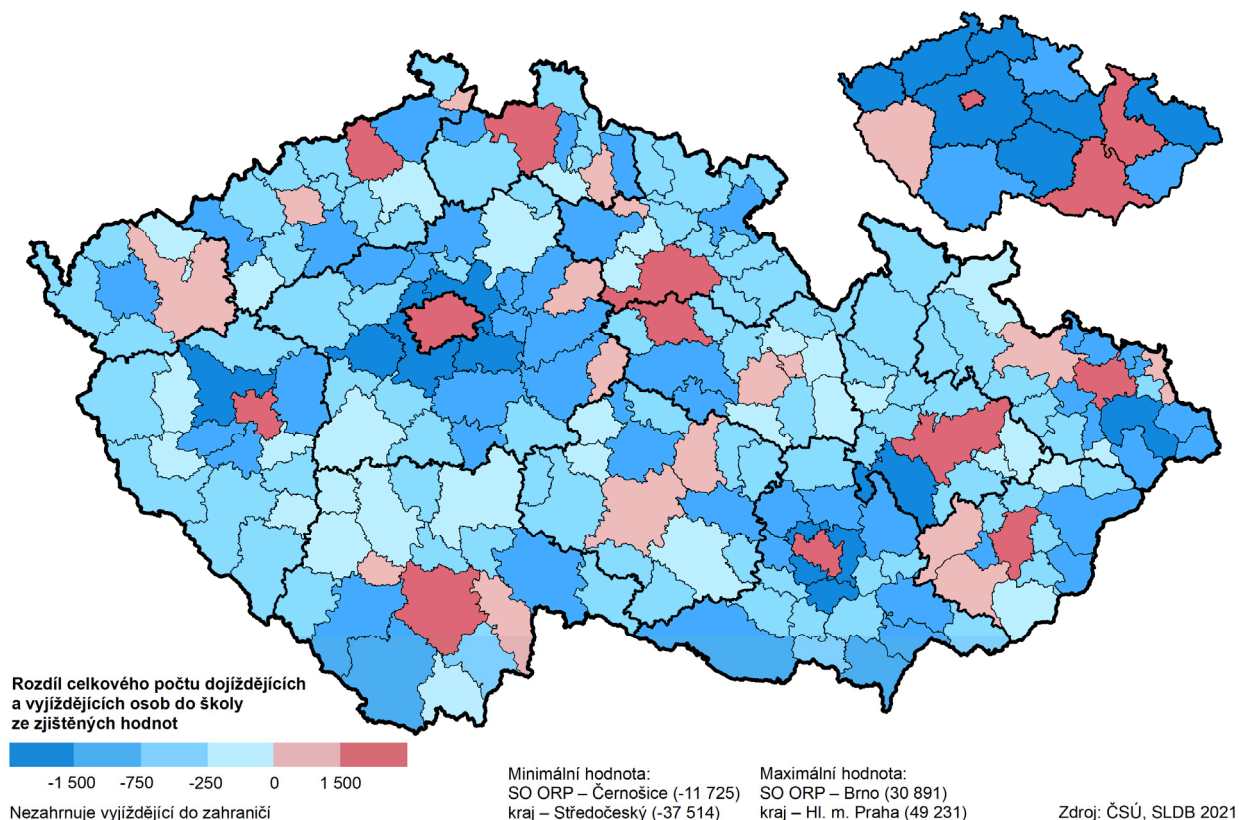 Rozdíl celkového počtu dojíždějících
a vyjíždějících osob do školy
ze zjištěných hodnot
-1 500 -750 -250 0 1 500
Nezahrnuje vyjíždějící do zahraničí
Minimální hodnota:
SO ORP – Černošice (-11 725)
kraj – Středočeský (-37 514)
Maximální hodnota:
SO ORP – Brno (30 891)
kraj – Hl. m. Praha (49 231)
Zdroj: ČSÚ, SLDB 2021